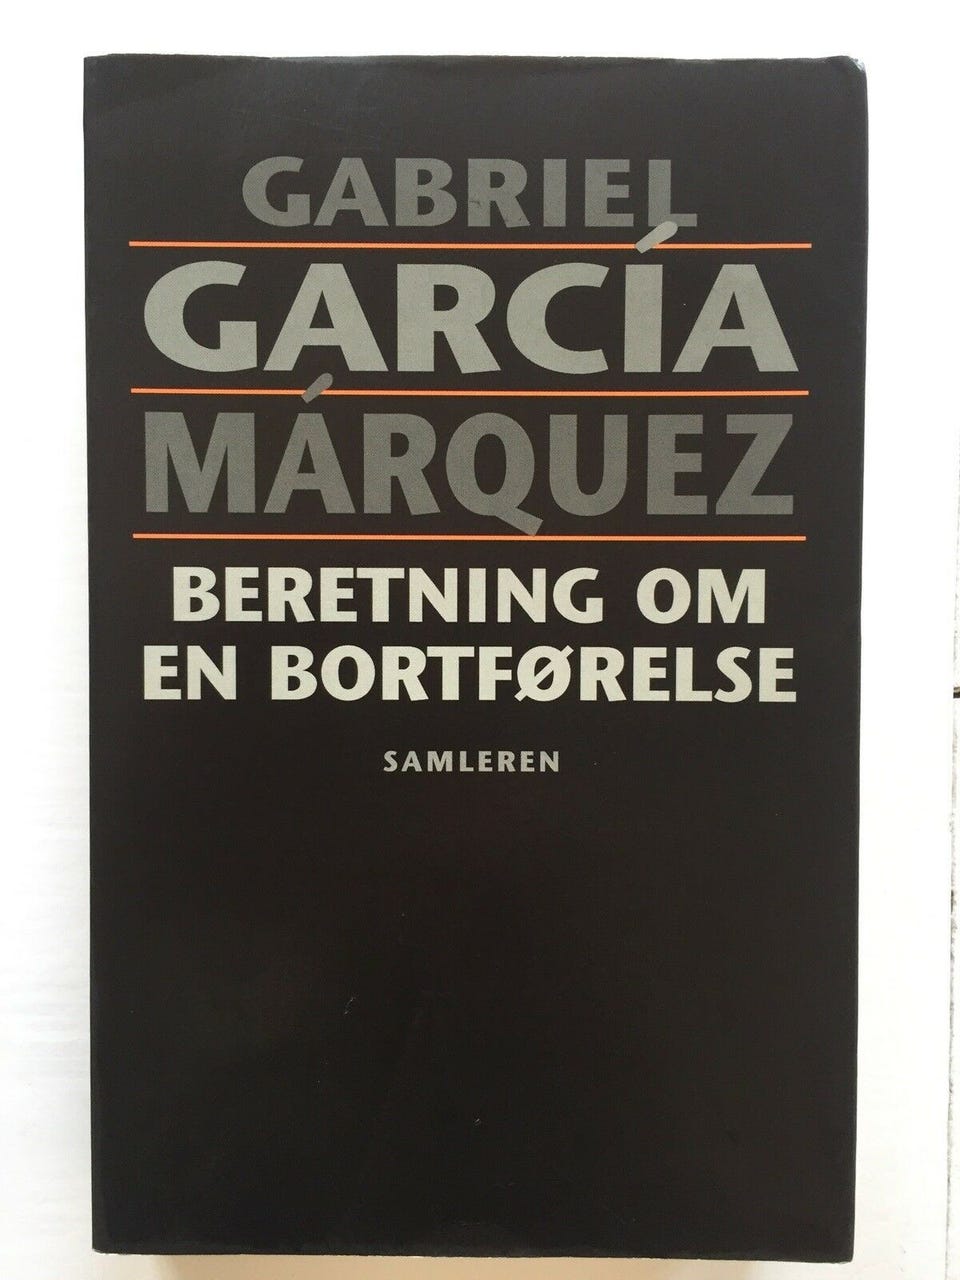 GABRIEL
GARCÍA
MÁRQUEZ
BERETNING OM
EN BORTFØRELSE
SAMLEREN